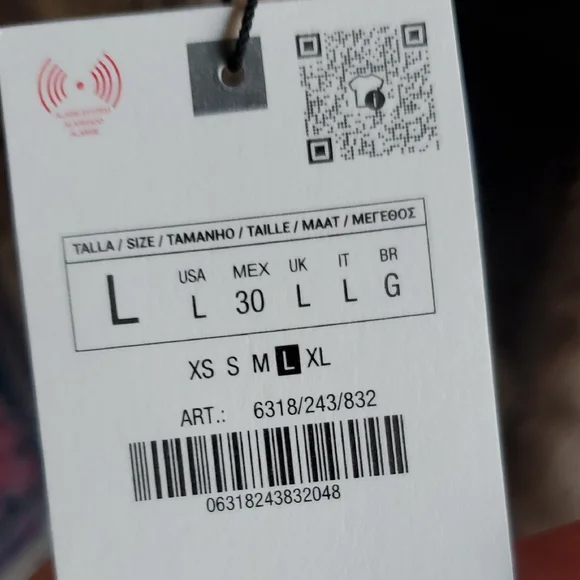 TALLA / SIZE / TAMANHO / TAILLE / MAAT / ΜΕΓΕΘΟΣ
L
USA MEX UK IT BR
L 30 L L G
XS S M L XL
ART.: 6318/243/832
06318243832048